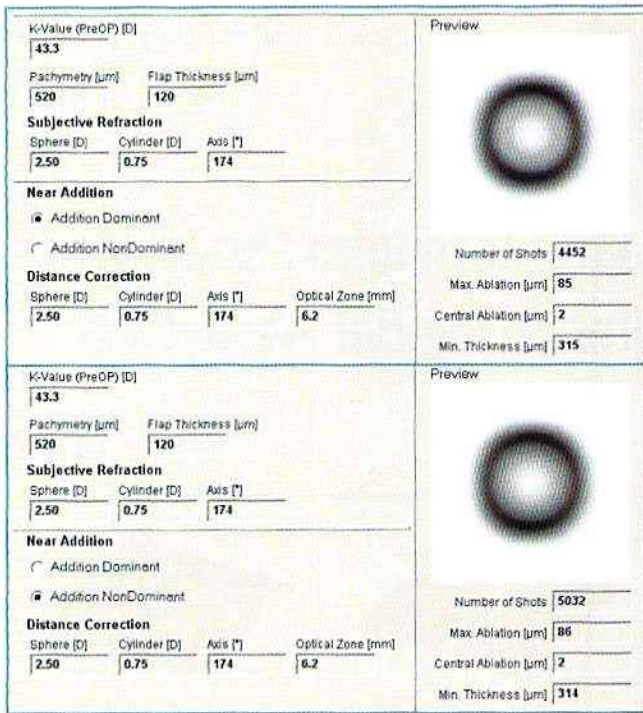 K-Value (PreOP) [D]
43.3
Pachymetry [µm] Flap Thickness [µm]
520 120
Subjective Refraction
Sphere [D] Cylinder [D] Axis [°]
2.50 0.75 174
Near Addition
Addition Dominant
Addition NonDominant
Distance Correction
Sphere [D] Cylinder [D] Axis [°] Optical Zone [mm]
2.50 0.75 174 6.2
Preview
Number of Shots 4452
Max. Ablation [µm] 85
Central Ablation [µm] 2
Min. Thickness [µm] 315
K-Value (PreOP) [D]
43.3
Pachymetry [µm] Flap Thickness [µm]
520 120
Subjective Refraction
Sphere [D] Cylinder [D] Axis [°]
2.50 0.75 174
Near Addition
Addition Dominant
Addition NonDominant
Distance Correction
Sphere [D] Cylinder [D] Axis [°] Optical Zone [mm]
2.50 0.75 174 6.2
Preview
Number of Shots 5032
Max. Ablation [µm] 86
Central Ablation [µm] 2
Min. Thickness [µm] 314